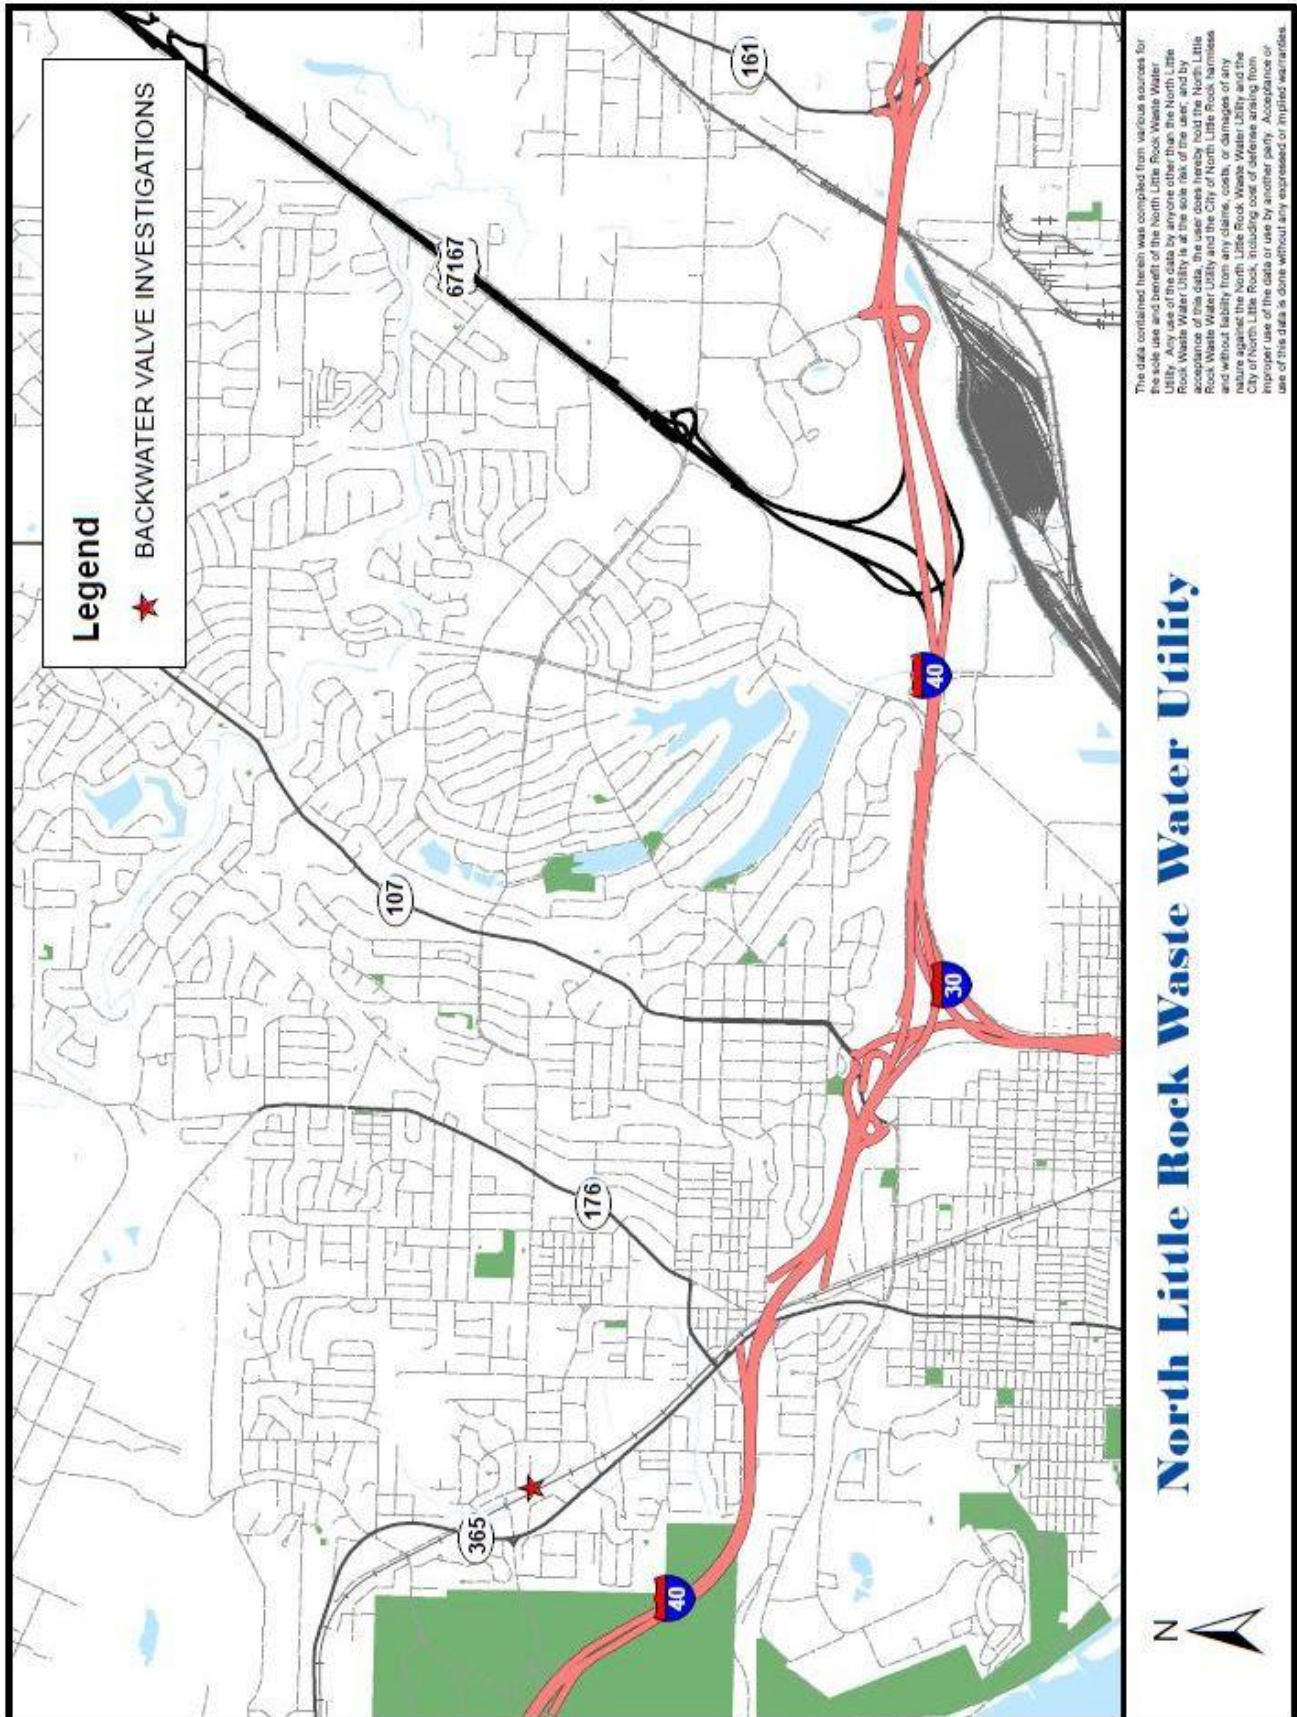 Legend
BACKWATER VALVE INVESTIGATIONS
67167
161
107
176
365
40
40
30
N
North Little Rock Waste Water Utility
The data contained herein was compiled from various sources for
the sole use and benefit of the North Little Rock Waste Water
Utility. Any use of the data by anyone other than the North Little
Rock Waste Water Utility is at the sole risk of the user; and by
acceptance of this data, the user does hereby hold the North Little
Rock Waste Water Utility and the City of North Little Rock harmless
and without liability from any claims, costs, or damages of any
nature against the North Little Rock Waste Water Utility and the
City of North Little Rock, including cost of defense arising from
improper use of the data or use by another party. Acceptance or
use of this data is done without any expressed or implied warranties.